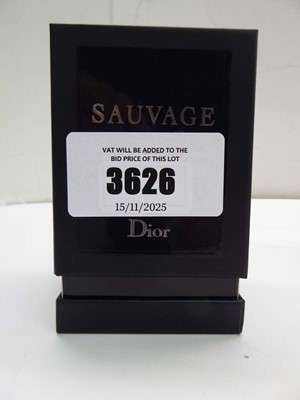 SAUVAGE
VAT WILL BE ADDED TO THE
BID PRICE OF THIS LOT
3626
15/11/2025
Dior